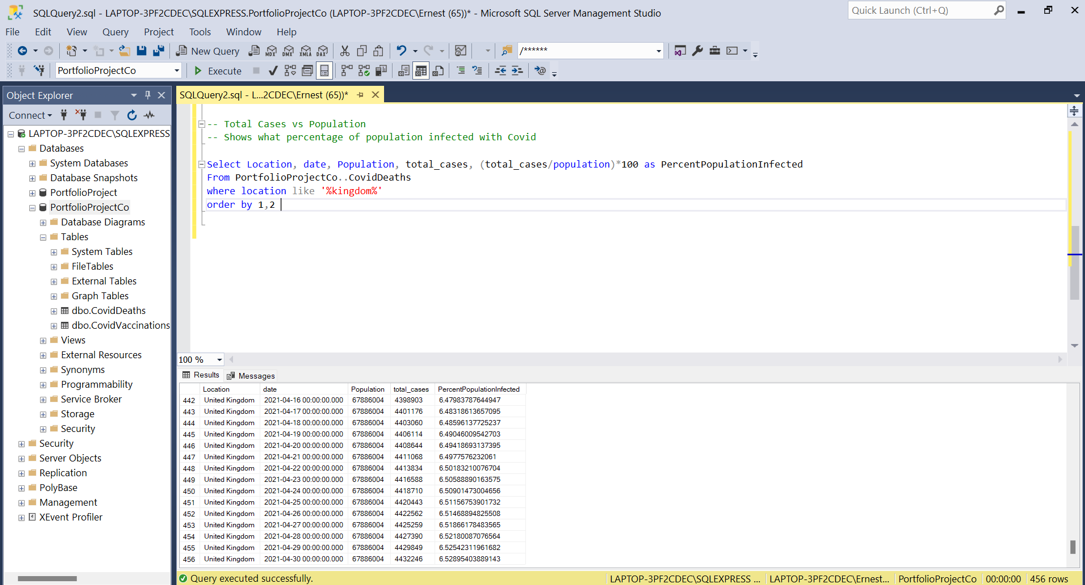 SQLQuery2.sql - LAPTOP-3PF2CDEC\SQLEXPRESS.PortfolioProjectCo (LAPTOP-3PF2CDEC\Ernest (65))* - Microsoft SQL Server Management Studio
Quick Launch (Ctrl+Q)
File Edit View Query Project Tools Window Help
New Query MDX DMX XMLA DAX /******
PortfolioProjectCo Execute
Object Explorer
SQLQuery2.sql - L...2CDEC\Ernest (65))*
Connect
LAPTOP-3PF2CDEC\SQLEXPRESS
Databases
System Databases
Database Snapshots
PortfolioProject
PortfolioProjectCo
Database Diagrams
Tables
System Tables
FileTables
External Tables
Graph Tables
dbo.CovidDeaths
dbo.CovidVaccinations
Views
External Resources
Synonyms
Programmability
Service Broker
Storage
Security
Security
Server Objects
Replication
PolyBase
Management
XEvent Profiler
-- Total Cases vs Population
-- Shows what percentage of population infected with Covid
Select Location, date, Population, total_cases, (total_cases/population)*100 as PercentPopulationInfected
From PortfolioProjectCo..CovidDeaths
where location like '%kingdom%'
order by 1,2
100 %
Results Messages
Location date Population total_cases PercentPopulationInfected
442 United Kingdom 2021-04-16 00:00:00.000 67886004 4398903 6.47983787644947
443 United Kingdom 2021-04-17 00:00:00.000 67886004 4401176 6.48318613657095
444 United Kingdom 2021-04-18 00:00:00.000 67886004 4403060 6.48596137725237
445 United Kingdom 2021-04-19 00:00:00.000 67886004 4406114 6.49046009542703
446 United Kingdom 2021-04-20 00:00:00.000 67886004 4408644 6.49418693137395
447 United Kingdom 2021-04-21 00:00:00.000 67886004 4411068 6.4977576232061
448 United Kingdom 2021-04-22 00:00:00.000 67886004 4413834 6.50183210076704
449 United Kingdom 2021-04-23 00:00:00.000 67886004 4416588 6.50588890163575
450 United Kingdom 2021-04-24 00:00:00.000 67886004 4418710 6.50901473004656
451 United Kingdom 2021-04-25 00:00:00.000 67886004 4420443 6.51156753901732
452 United Kingdom 2021-04-26 00:00:00.000 67886004 4422562 6.51468894825508
453 United Kingdom 2021-04-27 00:00:00.000 67886004 4425259 6.51866178483565
454 United Kingdom 2021-04-28 00:00:00.000 67886004 4427390 6.52180087076564
455 United Kingdom 2021-04-29 00:00:00.000 67886004 4429849 6.52542311961682
456 United Kingdom 2021-04-30 00:00:00.000 67886004 4432246 6.52895403889143
Query executed successfully. LAPTOP-3PF2CDEC\SQLEXPRESS ... LAPTOP-3PF2CDEC\Ernest... PortfolioProjectCo 00:00:00 456 rows